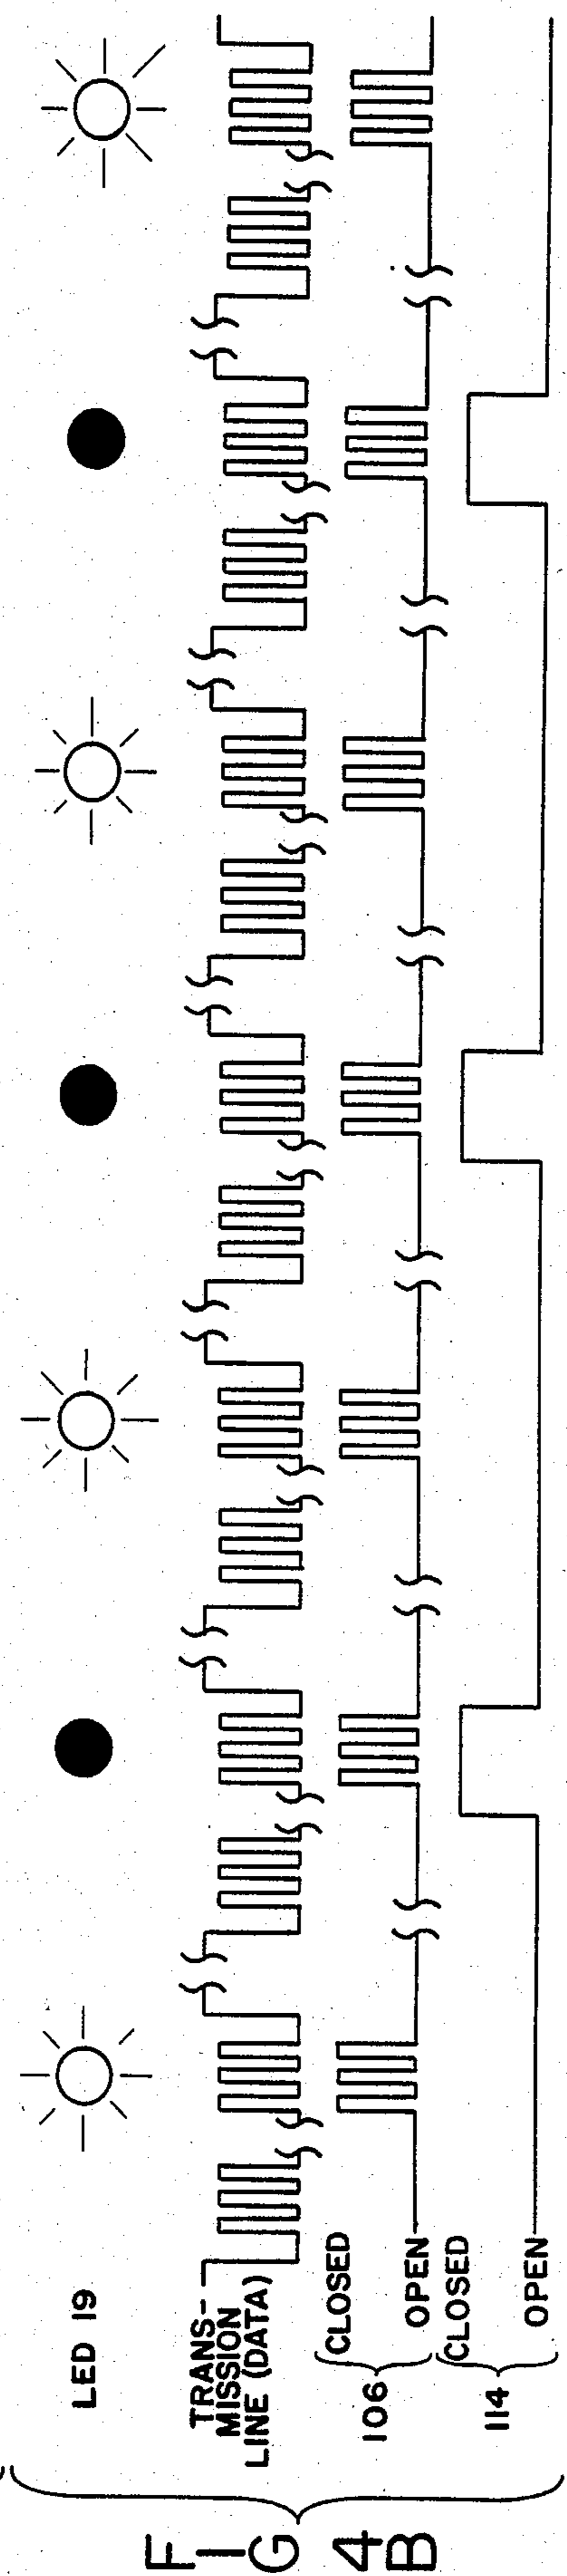 FIG 4B
LED 19
TRANS-
MISSION
LINE (DATA)
106
CLOSED
OPEN
114
CLOSED
OPEN